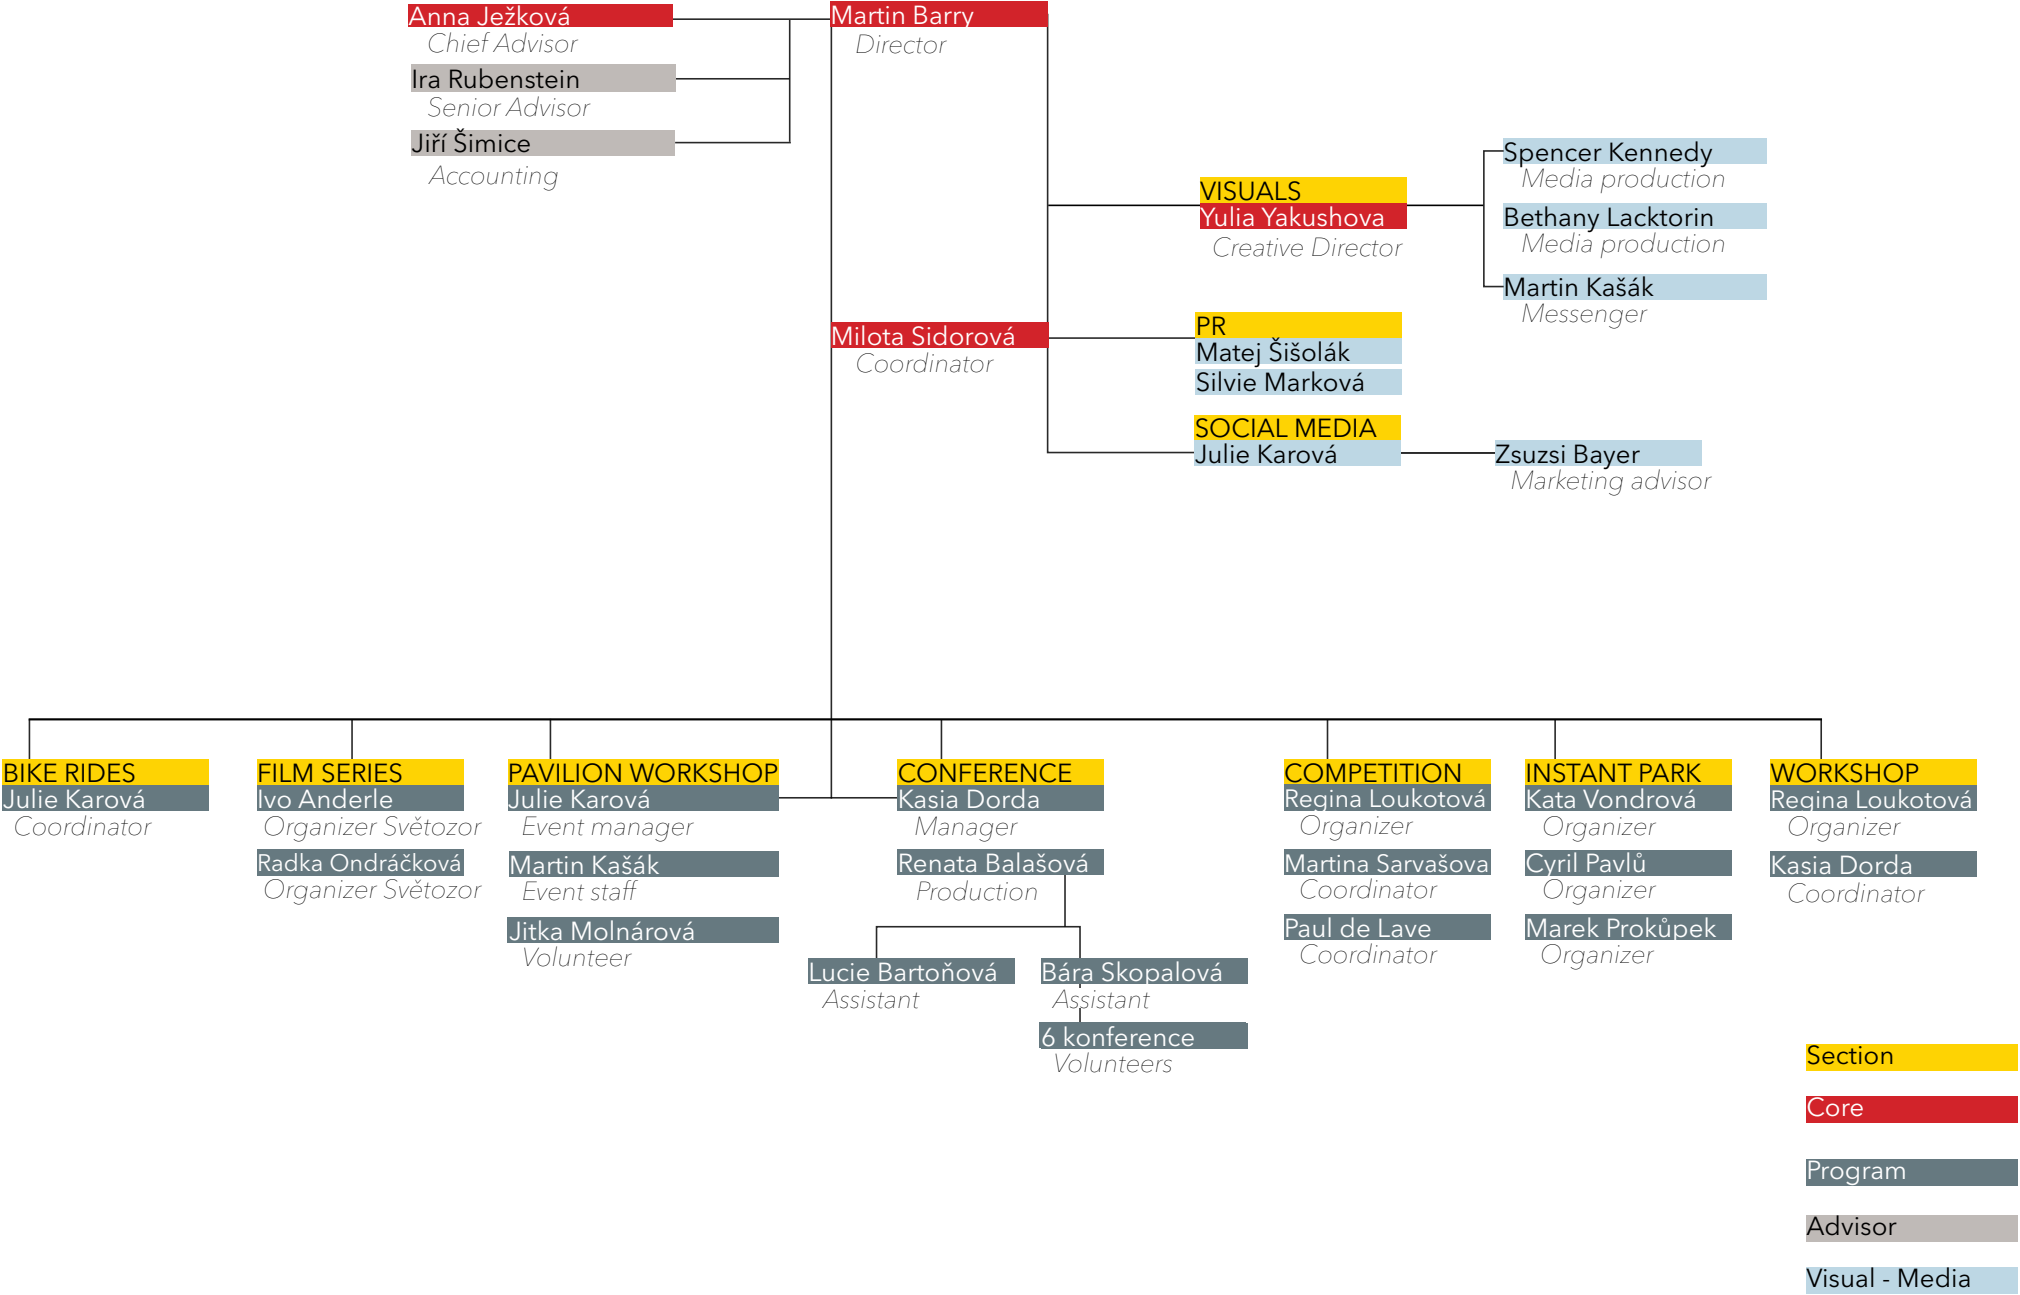 Anna Ježková
Chief Advisor
Ira Rubenstein
Senior Advisor
Jiří Šimice
Accounting
Martin Barry
Director
Milota Sidorová
Coordinator
VISUALS
Yulia Yakushova
Creative Director
Spencer Kennedy
Media production
Bethany Lacktorin
Media production
Martin Kašák
Messenger
PR
Matej Šišolák
Silvie Marková
SOCIAL MEDIA
Julie Karová
Zsuzsi Bayer
Marketing advisor
BIKE RIDES
Julie Karová
Coordinator
FILM SERIES
Ivo Anderle
Organizer Světozor
Radka Ondráčková
Organizer Světozor
PAVILION WORKSHOP
Julie Karová
Event manager
Martin Kašák
Event staff
Jitka Molnárová
Volunteer
CONFERENCE
Kasia Dorda
Manager
Renata Balašová
Production
Lucie Bartoňová
Assistant
Bára Skopalová
Assistant
6 konference
Volunteers
COMPETITION
Regina Loukotová
Organizer
Martina Sarvašova
Coordinator
Paul de Lave
Coordinator
INSTANT PARK
Kata Vondrová
Organizer
Cyril Pavlů
Organizer
Marek Prokůpek
Organizer
WORKSHOP
Regina Loukotová
Organizer
Kasia Dorda
Coordinator
Section
Core
Program
Advisor
Visual - Media